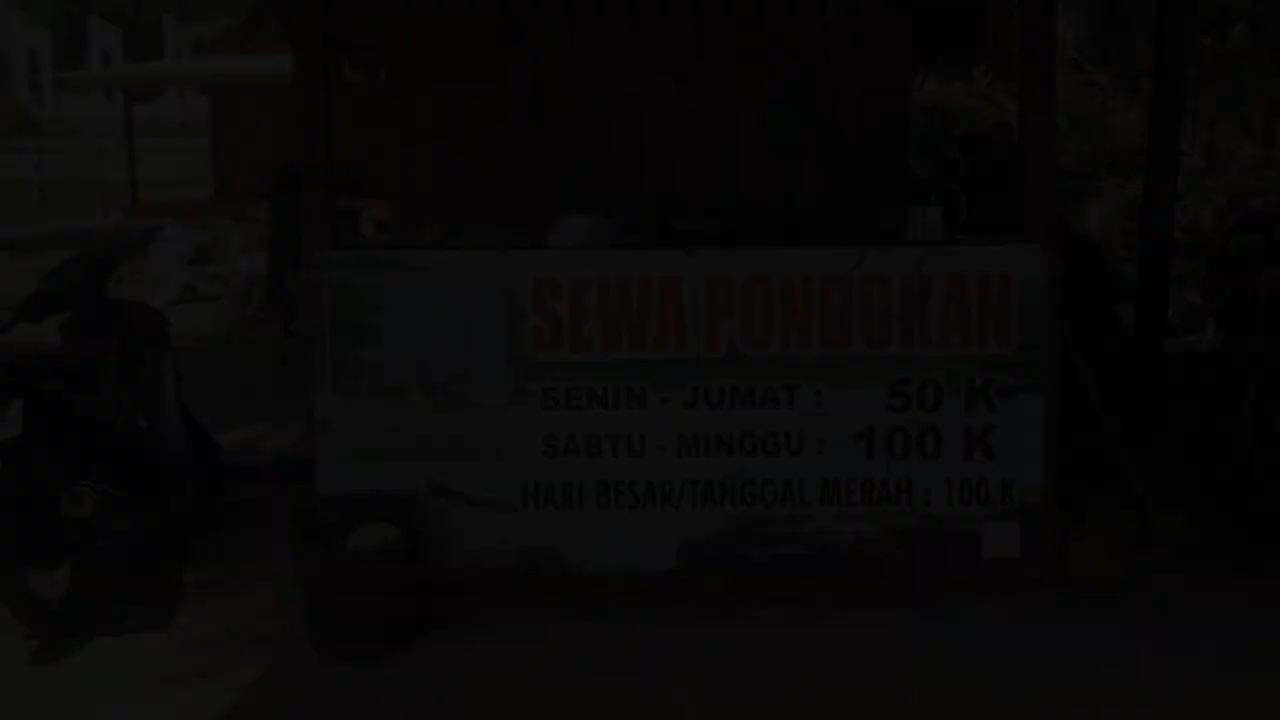 SEWA PONDOKAN
SENIN - JUMAT : 50 K
SABTU - MINGGU : 100 K
HARI BESAR/TANGGAL MERAH : 100 K